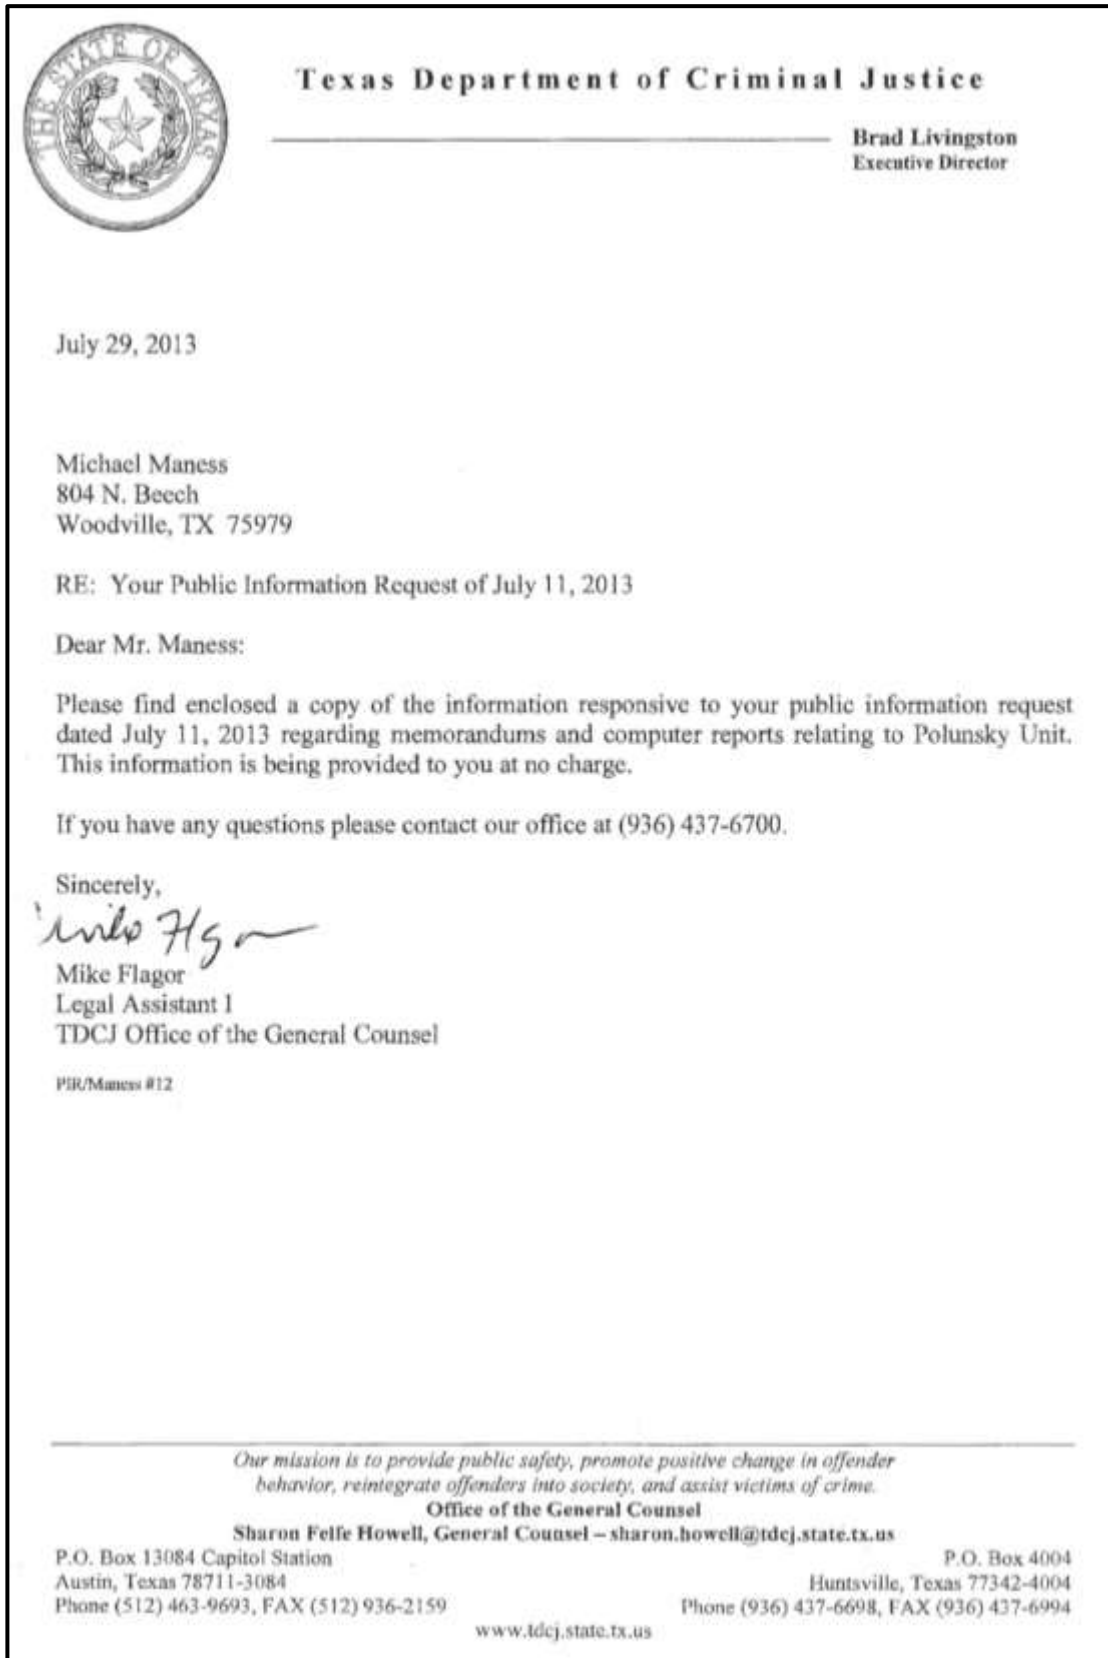 THE STATE OF TEXAS
Texas Department of Criminal Justice
Brad Livingston
Executive Director
July 29, 2013
Michael Maness
804 N. Beech
Woodville, TX 75979
RE: Your Public Information Request of July 11, 2013
Dear Mr. Maness:
Please find enclosed a copy of the information responsive to your public information request
dated July 11, 2013 regarding memorandums and computer reports relating to Polunsky Unit.
This information is being provided to you at no charge.
If you have any questions please contact our office at (936) 437-6700.
Sincerely,
Mike Flagor
Legal Assistant I
TDCJ Office of the General Counsel
PIR/Maness #12
Our mission is to provide public safety, promote positive change in offender
behavior, reintegrate offenders into society, and assist victims of crime.
Office of the General Counsel
Sharon Felfe Howell, General Counsel – sharon.howell@tdcj.state.tx.us
P.O. Box 13084 Capitol Station
Austin, Texas 78711-3084
Phone (512) 463-9693, FAX (512) 936-2159
P.O. Box 4004
Huntsville, Texas 77342-4004
Phone (936) 437-6698, FAX (936) 437-6994
www.tdcj.state.tx.us